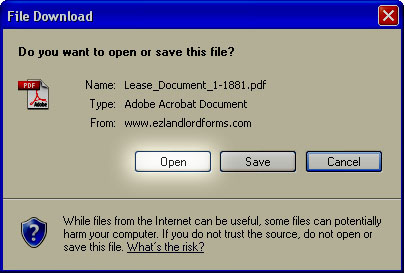 File Download
Do you want to open or save this file?
PDF
Adobe
Name: Lease_Document_1-1881.pdf
Type: Adobe Acrobat Document
From: www.ezlandlordforms.com
Open Save Cancel
While files from the Internet can be useful, some files can potentially
harm your computer. If you do not trust the source, do not open or
save this file. What's the risk?